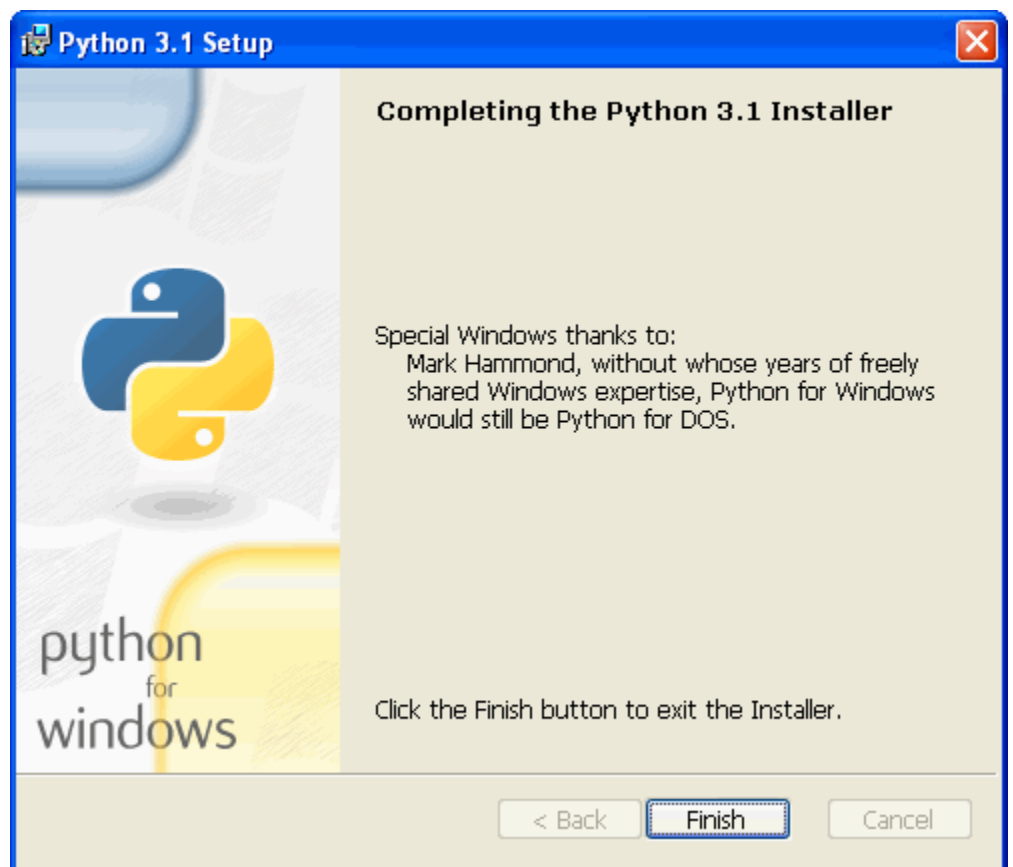 Python 3.1 Setup
Completing the Python 3.1 Installer
Special Windows thanks to:
Mark Hammond, without whose years of freely
shared Windows expertise, Python for Windows
would still be Python for DOS.
python
for
windows
Click the Finish button to exit the Installer.
< Back
Finish
Cancel